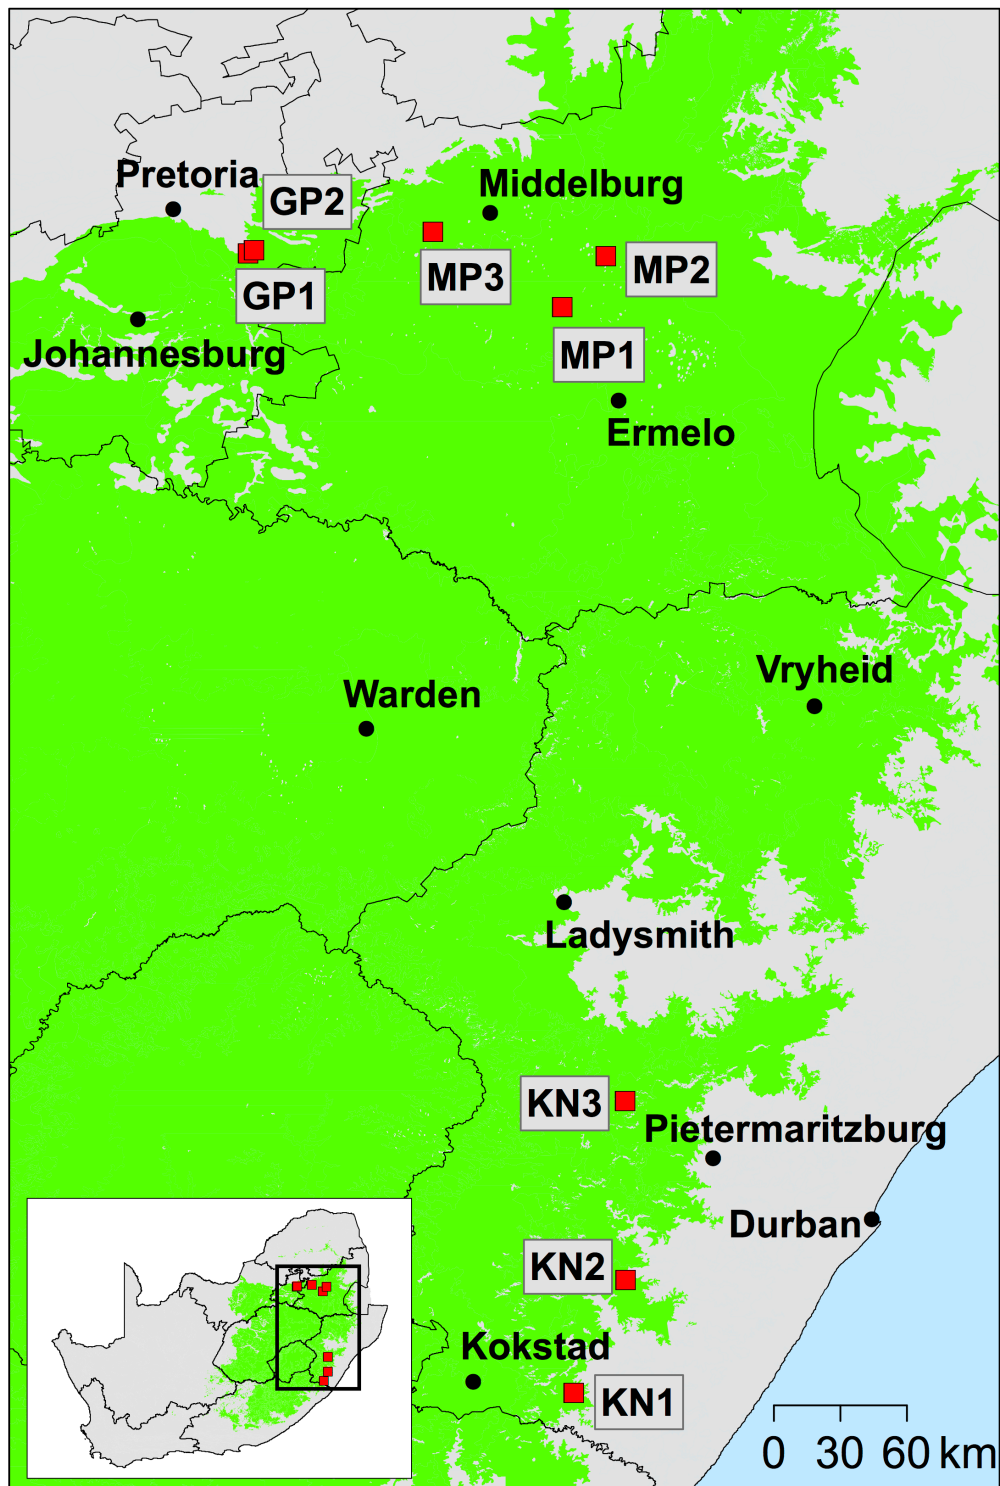 Pretoria
GP2
Middelburg
MP3
MP2
GP1
Johannesburg
MP1
Ermelo
Vryheid
Warden
Ladysmith
KN3
Pietermaritzburg
Durban
KN2
Kokstad
KN1
0 30 60 km